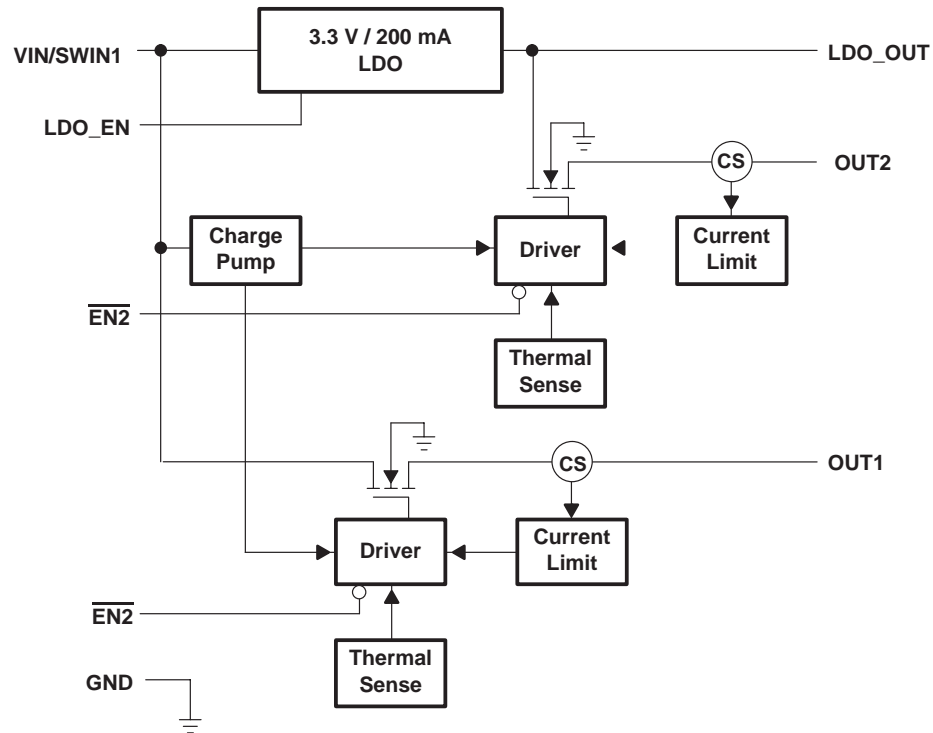 3.3 V / 200 mA
LDO
VIN/SWIN1
LDO_OUT
LDO_EN
CS
OUT2
Charge
Pump
Driver
Current
Limit
EN2
Thermal
Sense
CS
OUT1
Driver
Current
Limit
EN2
Thermal
Sense
GND